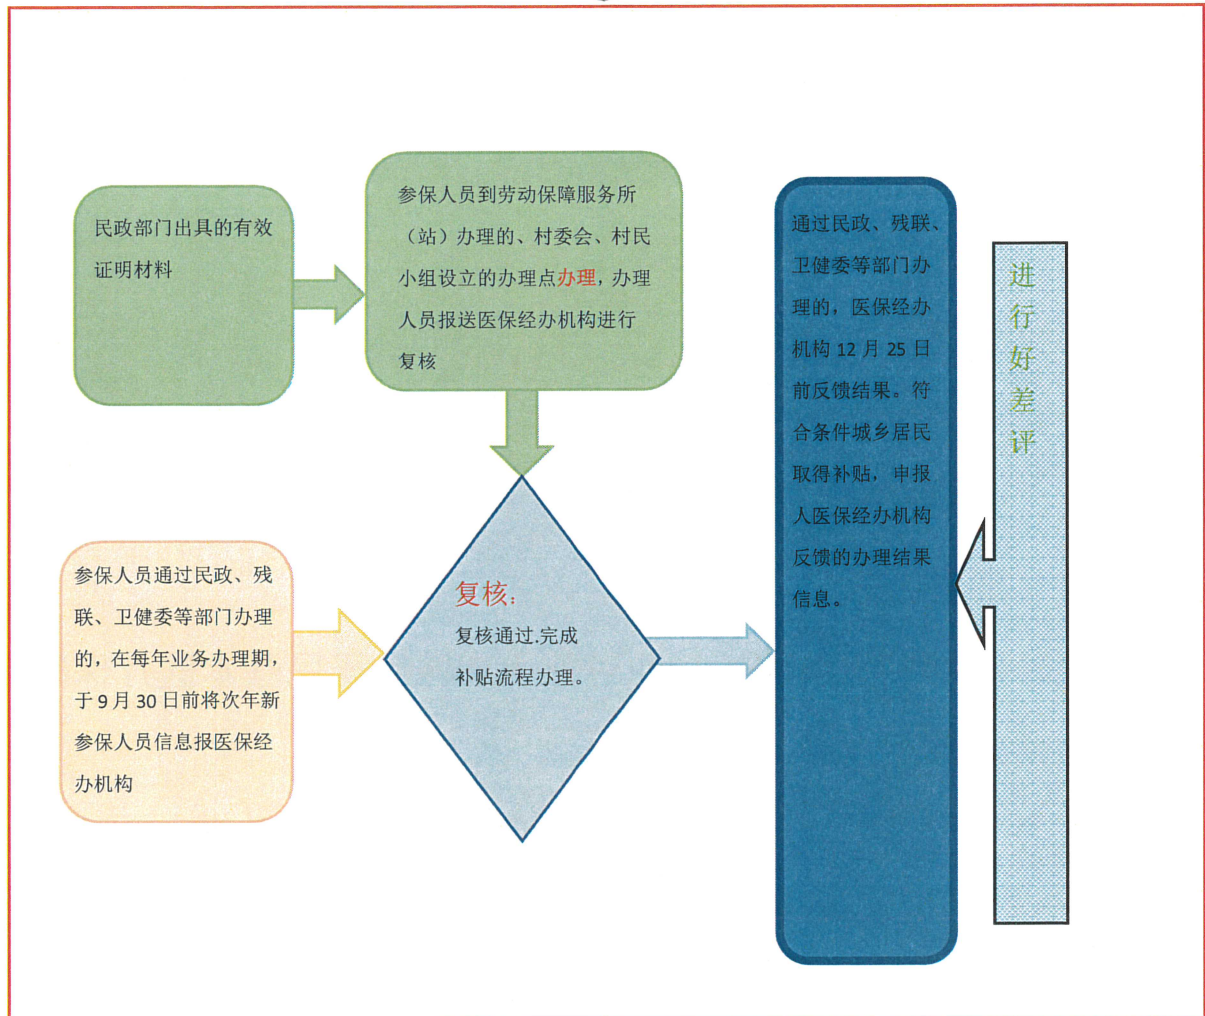 民政部门出具的有效
证明材料
参保人员到劳动保障服务所
（站）办理的、村委会、村民
小组设立的办理点办理，办理
人员报送医保经办机构进行
复核
参保人员通过民政、残
联、卫健委等部门办理
的，在每年业务办理期，
于9月30日前将次年新
参保人员信息报医保经
办机构
复核：
复核通过.完成
补贴流程办理。
通过民政、残联、
卫健委等部门办
理的，医保经办
机构12月25日
前反馈结果。符
合条件城乡居民
取得补贴，申报
人医保经办机构
反馈的办理结果
信息。
进
行
好
差
评